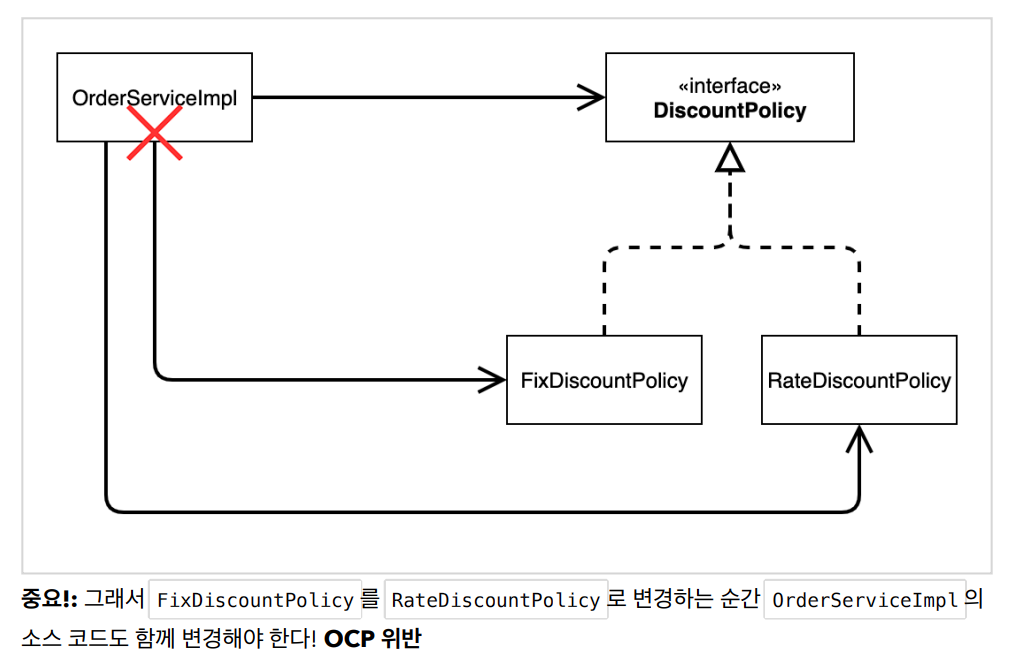 OrderServiceImpl
«interface»
DiscountPolicy
FixDiscountPolicy
RateDiscountPolicy
중요!: 그래서 FixDiscountPolicy 를 RateDiscountPolicy 로 변경하는 순간 OrderServiceImpl 의
소스 코드도 함께 변경해야 한다! OCP 위반